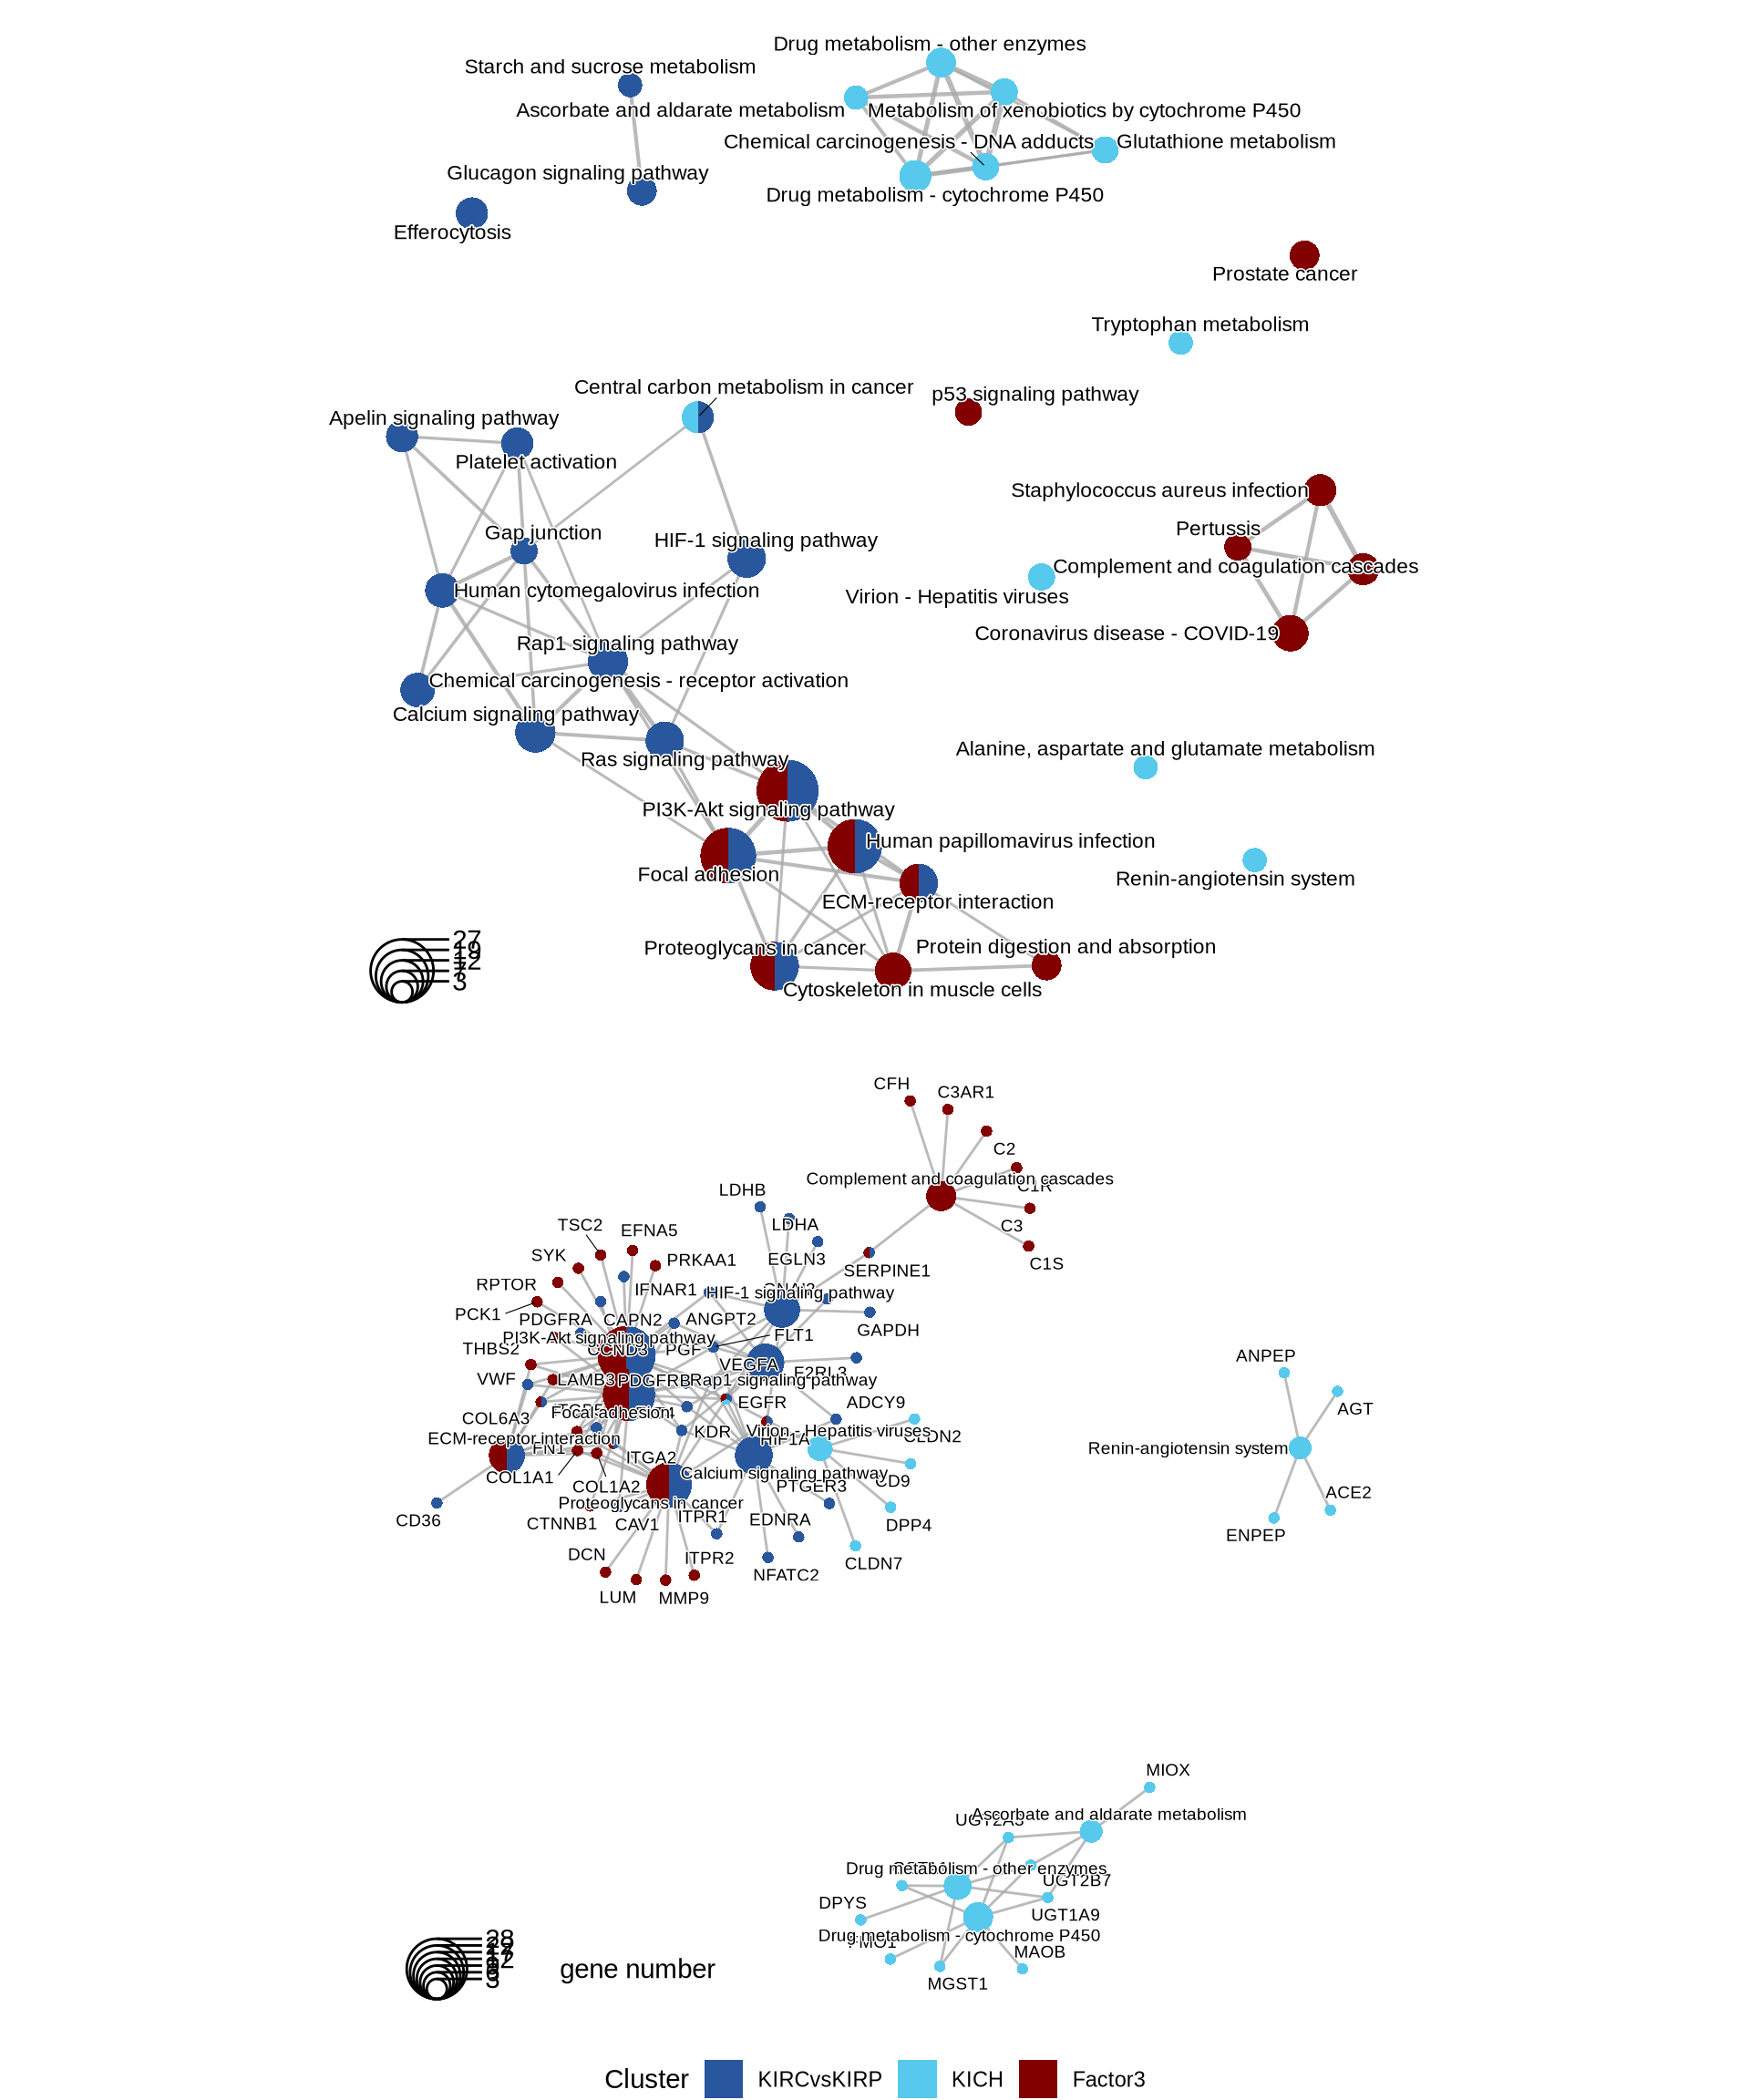 Drug metabolism - other enzymes
Starch and sucrose metabolism
Ascorbate and aldarate metabolism
Metabolism of xenobiotics by cytochrome P450
Chemical carcinogenesis - DNA adducts
Glutathione metabolism
Glucagon signaling pathway
Drug metabolism - cytochrome P450
Efferocytosis
Prostate cancer
Tryptophan metabolism
Central carbon metabolism in cancer
p53 signaling pathway
Apelin signaling pathway
Platelet activation
Staphylococcus aureus infection
Pertussis
Gap junction
HIF-1 signaling pathway
Complement and coagulation cascades
Human cytomegalovirus infection
Virion - Hepatitis viruses
Coronavirus disease - COVID-19
Rap1 signaling pathway
Chemical carcinogenesis - receptor activation
Calcium signaling pathway
Alanine, aspartate and glutamate metabolism
Ras signaling pathway
PI3K-Akt signaling pathway
Human papillomavirus infection
Focal adhesion
Renin-angiotensin system
ECM-receptor interaction
Proteoglycans in cancer
Protein digestion and absorption
Cytoskeleton in muscle cells
27
19
12
7
3
CFH
C3AR1
C2
Complement and coagulation cascades
C1R
LDHB
C3
LDHA
TSC2
EFNA5
SYK
PRKAA1
EGLN3
C1S
SERPINE1
RPTOR
IFNAR1
HIF-1 signaling pathway
PCK1
PDGFRA
CAPN2
ANGPT2
GAPDH
PI3K-Akt signaling pathway
FLT1
THBS2
CCND3
PGF
ANPEP
VEGFA
F2RL3
VWF
LAMB3
PDGFRB
Rap1 signaling pathway
EGFR
ADCY9
AGT
COL6A3
Focal adhesion
KDR
Virion - Hepatitis viruses
CLDN2
ECM-receptor interaction
HIF1A
FN1
Renin-angiotensin system
ITGA2
COL1A1
Calcium signaling pathway
CD9
COL1A2
PTGER3
ACE2
Proteoglycans in cancer
CD36
CTNNB1
CAV1
ITPR1
EDNRA
DPP4
ENPEP
DCN
ITPR2
CLDN7
NFATC2
LUM
MMP9
MIOX
Ascorbate and aldarate metabolism
UGT2A3
Drug metabolism - other enzymes
UGT2B7
DPYS
UGT1A9
Drug metabolism - cytochrome P450
MAOB
MGST1
28
12
3
gene number
Cluster KIRCvsKIRP KICH Factor3